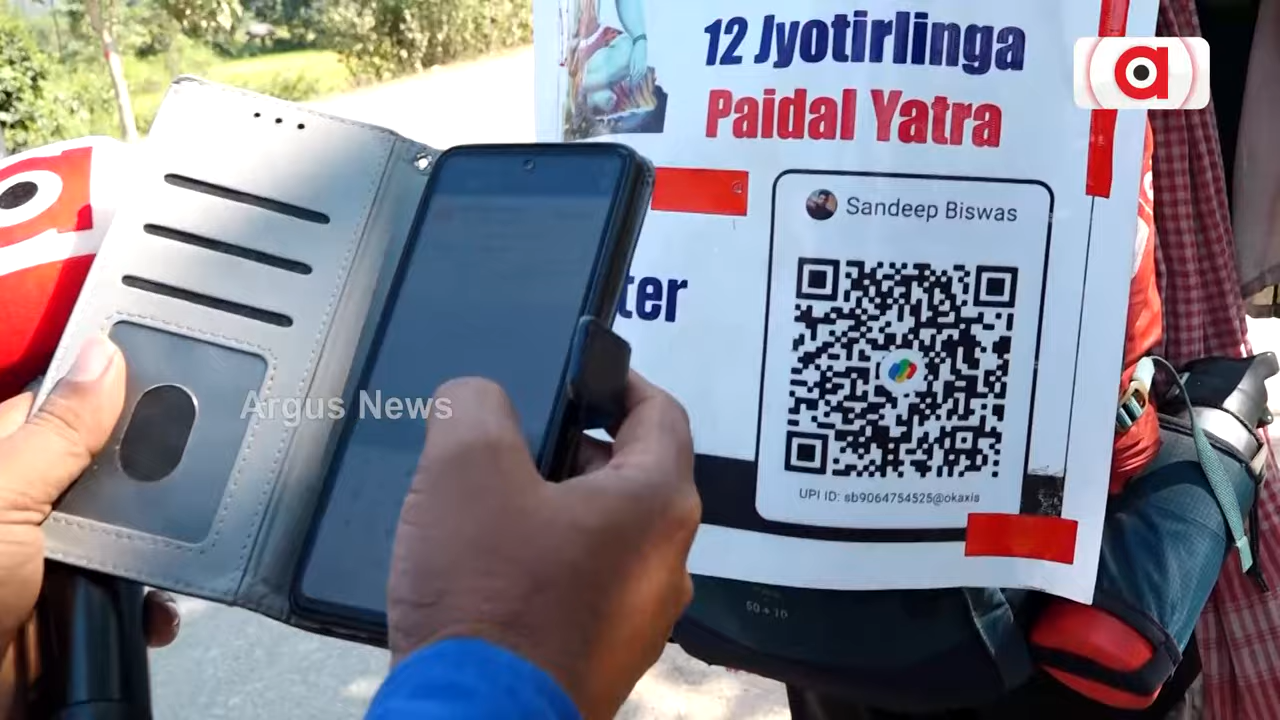 12 Jyotirlinga
Paidal Yatra
Sandeep Biswas
ter
Argus News
UPI ID: sb9064754525@okaxis
50+10
a
a